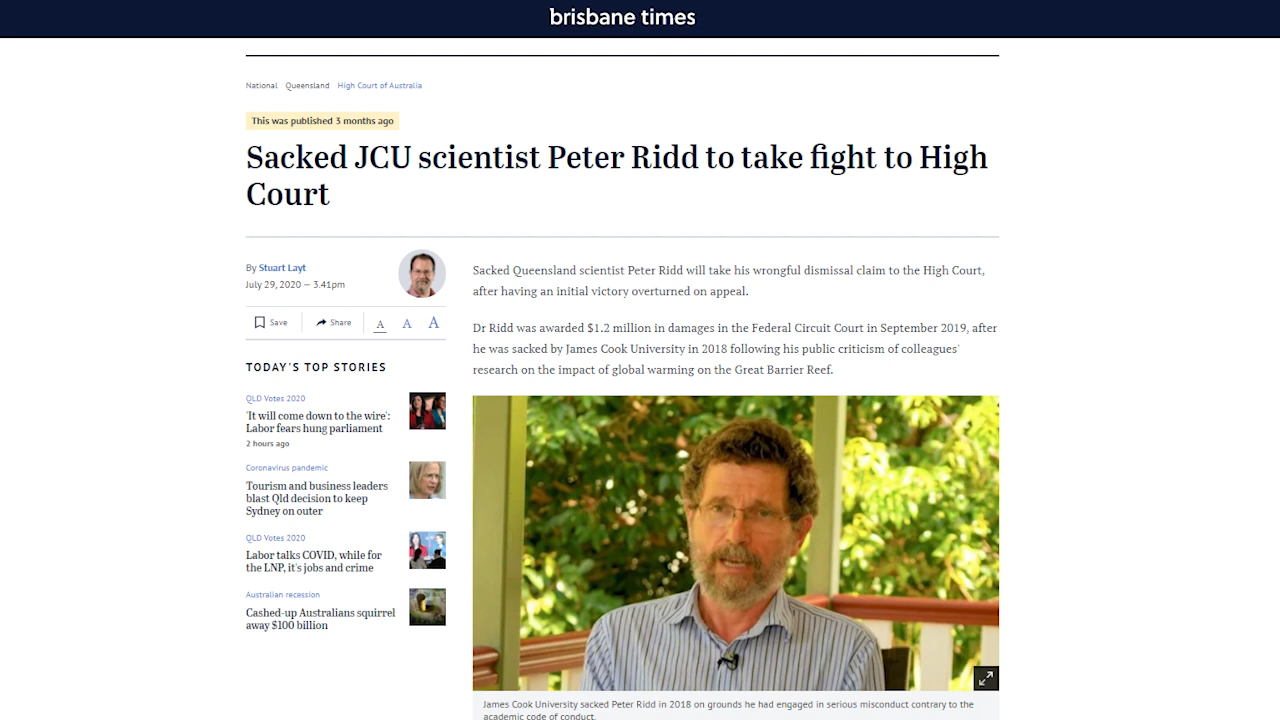 brisbane times
National Queensland High Court of Australia
This was published 3 months ago
Sacked JCU scientist Peter Ridd to take fight to High
Court
By Stuart Layt
July 29, 2020 — 3.41pm
Save Share A A A
TODAY'S TOP STORIES
QLD Votes 2020
'It will come down to the wire':
Labor fears hung parliament
2 hours ago
Coronavirus pandemic
Tourism and business leaders
blast Qld decision to keep
Sydney on outer
QLD Votes 2020
Labor talks COVID, while for
the LNP, it's jobs and crime
Australian recession
Cashed-up Australians squirrel
away $100 billion
Sacked Queensland scientist Peter Ridd will take his wrongful dismissal claim to the High Court,
after having an initial victory overturned on appeal.
Dr Ridd was awarded $1.2 million in damages in the Federal Circuit Court in September 2019, after
he was sacked by James Cook University in 2018 following his public criticism of colleagues'
research on the impact of global warming on the Great Barrier Reef.
James Cook University sacked Peter Ridd in 2018 on grounds he had engaged in serious misconduct contrary to the
academic code of conduct.